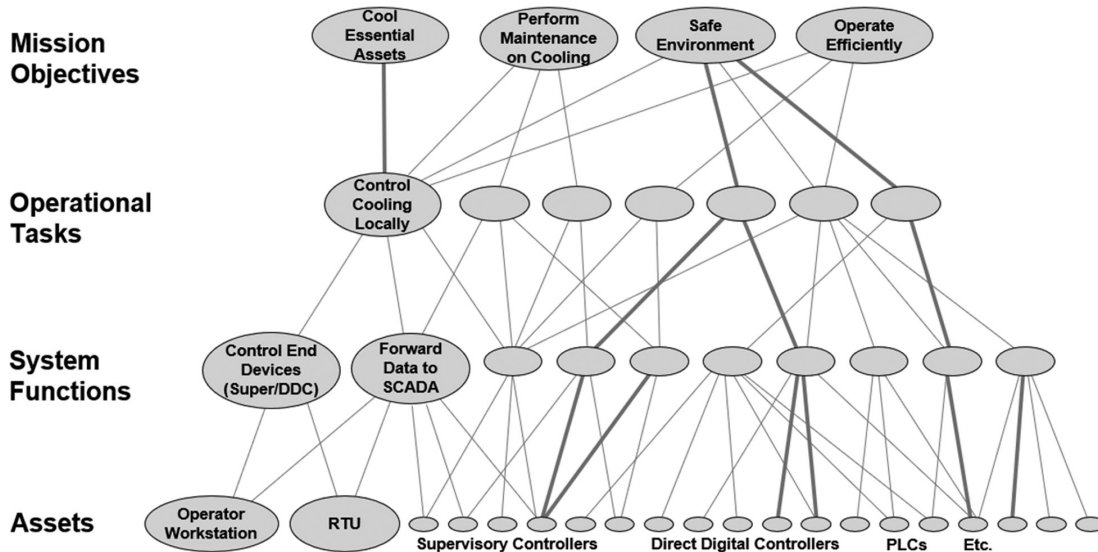 Mission
Objectives
Cool
Essential
Assets
Perform
Maintenance
on Cooling
Safe
Environment
Operate
Efficiently
Operational
Tasks
Control
Cooling
Locally
System
Functions
Control End
Devices
(Super/DDC)
Forward
Data to
SCADA
Assets
Operator
Workstation
RTU
Supervisory Controllers
Direct Digital Controllers
PLCs
Etc.